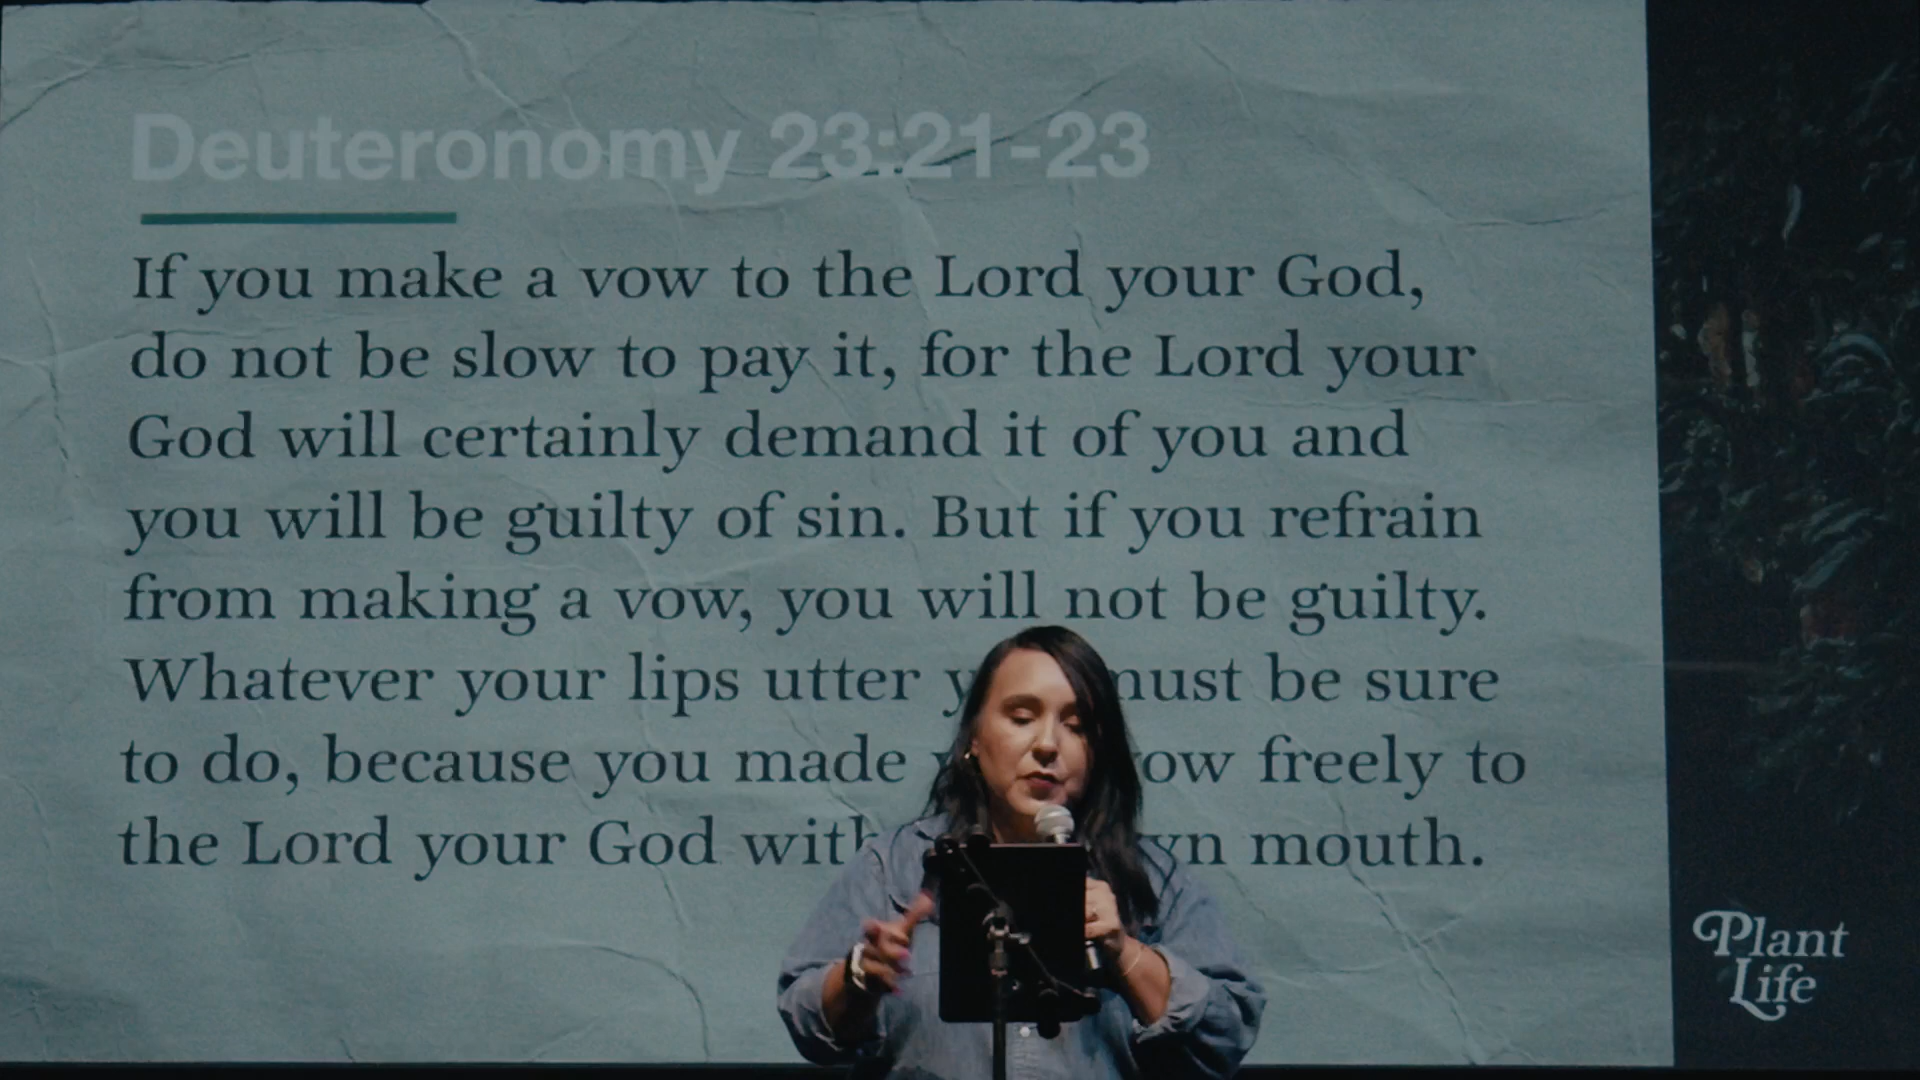 Deuteronomy 23:21-23
If you make a vow to the Lord your God,
do not be slow to pay it, for the Lord your
God will certainly demand it of you and
you will be guilty of sin. But if you refrain
from making a vow, you will not be guilty.
Whatever your lips utter must be sure
to do, because you made freely to
the Lord your God mouth.
Plant
Life